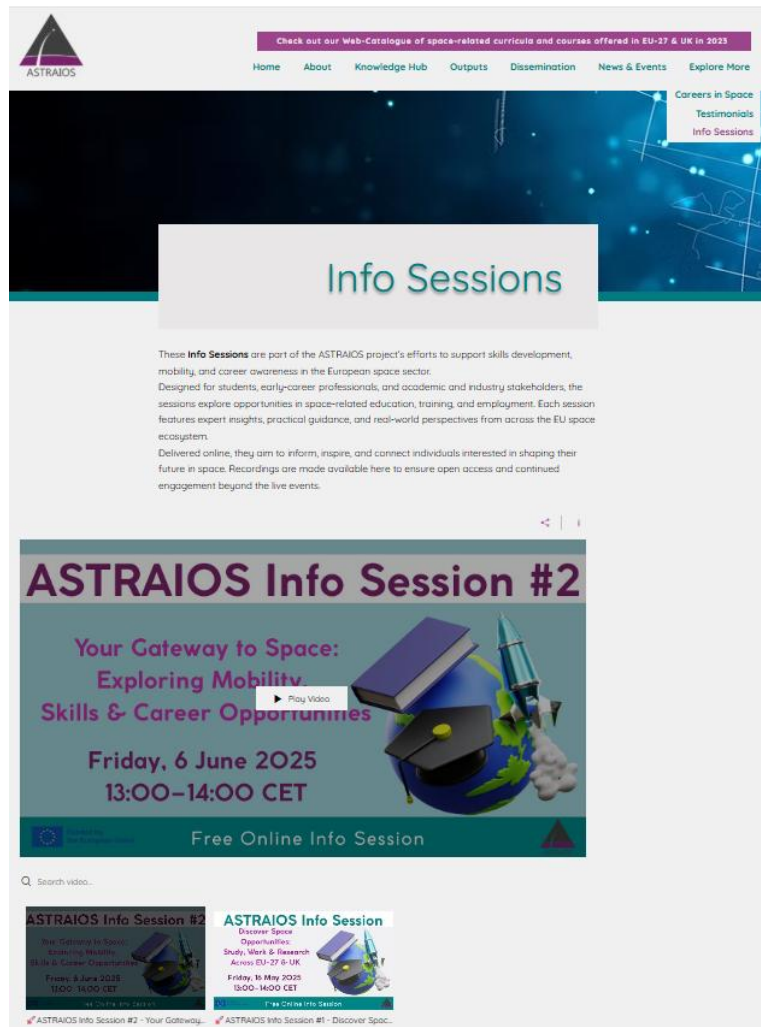 ASTRAIOS
Check out our Web-Catalogue of space-related curricula and courses offered in EU-27 & UK in 2023
Home About Knowledge Hub Outputs Dissemination News & Events Explore More
Careers in Space
Testimonials
Info Sessions
Info Sessions
These Info Sessions are part of the ASTRAIOS project's efforts to support skills development,
mobility, and career awareness in the European space sector.
Designed for students, early-career professionals, and academic and industry stakeholders, the
sessions explore opportunities in space-related education, training, and employment. Each session
features expert insights, practical guidance, and real-world perspectives from across the EU space
ecosystem.
Delivered online, they aim to inform, inspire, and connect individuals interested in shaping their
future in space. Recordings are made available here to ensure open access and continued
engagement beyond the live events.
ASTRAIOS Info Session #2
Your Gateway to Space:
Exploring Mobility,
Skills & Career Opportunities
Play Video
Friday, 6 June 2025
13:00–14:00 CET
Funded by
the European Union
Free Online Info Session
Search video...
ASTRAIOS Info Session #2
Your Gateway to Space:
Exploring Mobility,
Skills & Career Opportunities
Friday, 6 June 2025
13:00–14:00 CET
Free Online Info Session
ASTRAIOS Info Session #2 - Your Gateway...
ASTRAIOS Info Session
Discover Space
Opportunities:
Study, Work & Research
Across EU-27 & UK
Friday, 16 May 2025
13:00–14:00 CET
Free Online Info Session
ASTRAIOS Info Session #1 - Discover Spac...